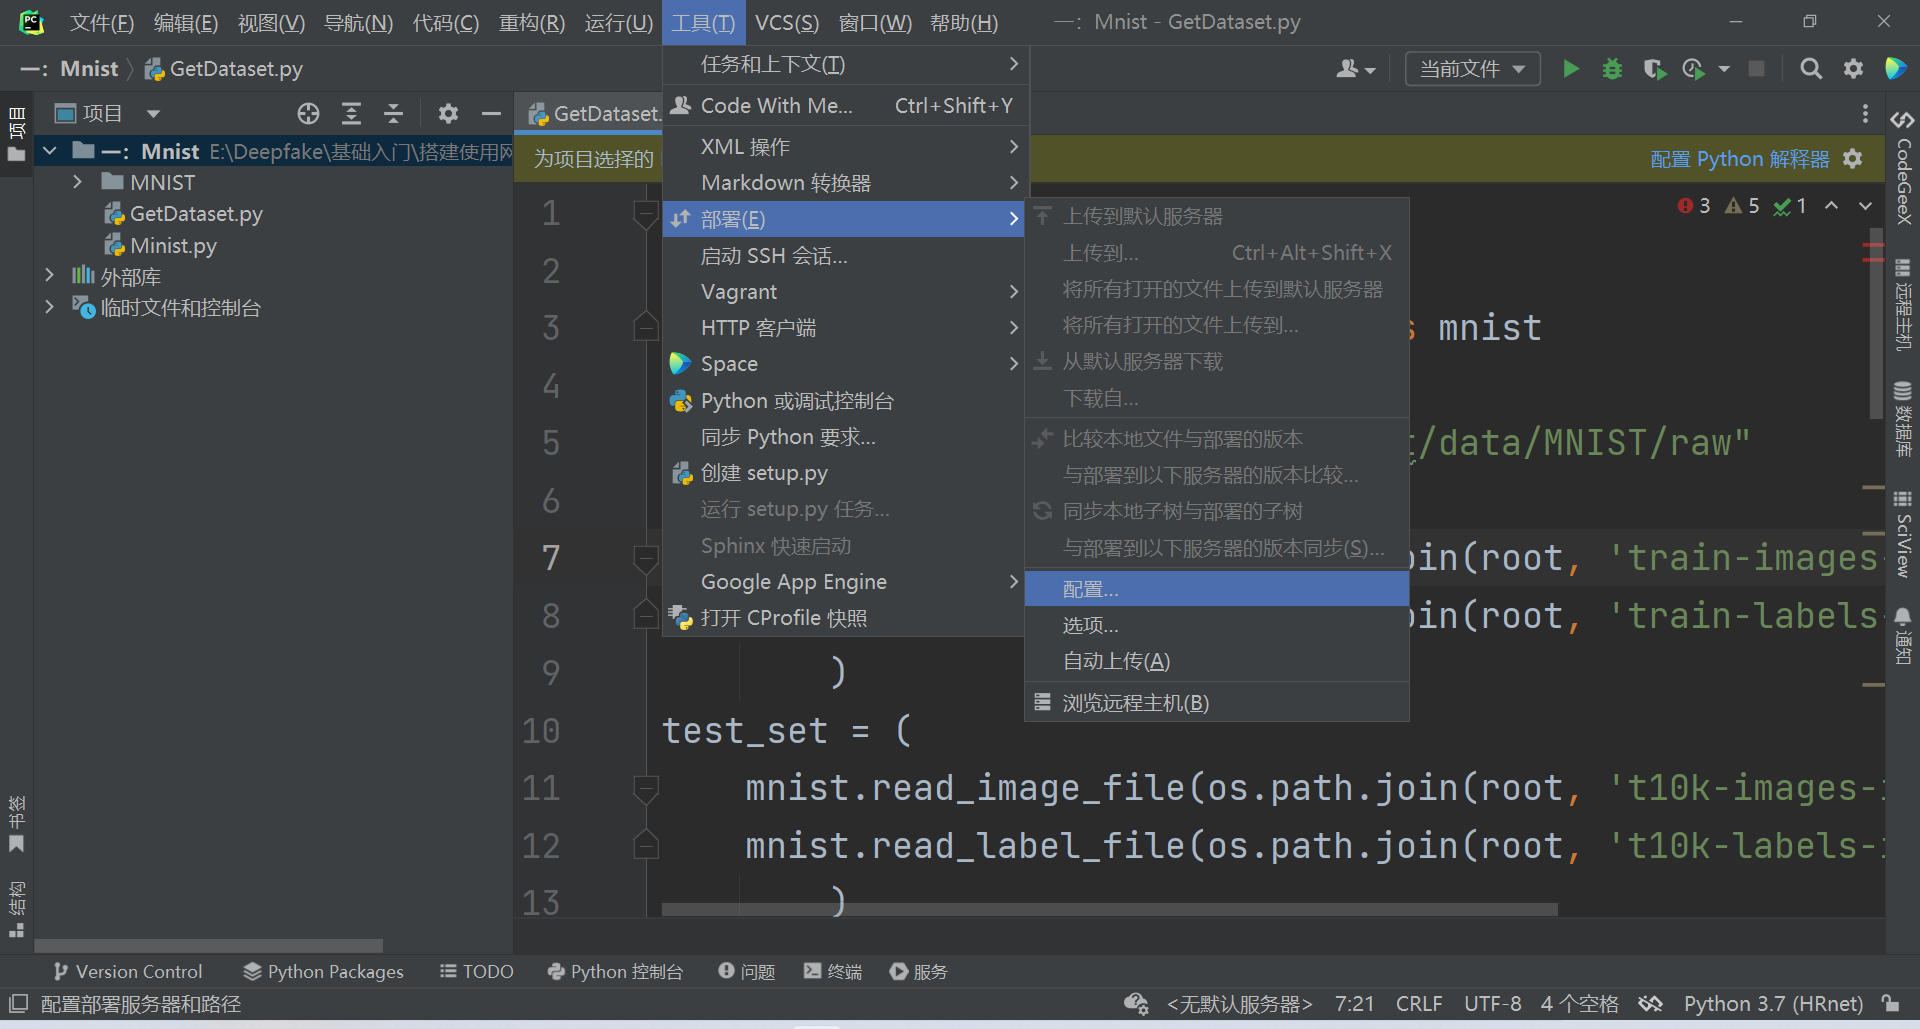 文件(F) 编辑(E) 视图(V) 导航(N) 代码(C) 重构(R) 运行(U) 工具(T) VCS(S) 窗口(W) 帮助(H) 一： Mnist - GetDataset.py
一： Mnist GetDataset.py
当前文件
项目
GetDataset.
项目
一： Mnist E:\Deepfake\基础入门\搭建使用网
MNIST
GetDataset.py
Minist.py
外部库
临时文件和控制台
书签
结构
为项目选择的
配置 Python 解释器
3 5 1
任务和上下文(T)
Code With Me... Ctrl+Shift+Y
XML 操作
Markdown 转换器
部署(E)
启动 SSH 会话...
Vagrant
HTTP 客户端
Space
Python 或调试控制台
同步 Python 要求...
创建 setup.py
运行 setup.py 任务...
Sphinx 快速启动
Google App Engine
打开 CProfile 快照
上传到默认服务器
上传到... Ctrl+Alt+Shift+X
将所有打开的文件上传到默认服务器
将所有打开的文件上传到...
从默认服务器下载
下载自...
比较本地文件与部署的版本
与部署到以下服务器的版本比较...
同步本地子树与部署的子树
与部署到以下服务器的版本同步(S)...
配置...
选项...
自动上传(A)
浏览远程主机(B)
1
2
3 s mnist
4
5 t/data/MNIST/raw"
6
7 oin(root, 'train-images-
8 oin(root, 'train-labels-
9 )
10 test_set = (
11 mnist.read_image_file(os.path.join(root, 't10k-images-i
12 mnist.read_label_file(os.path.join(root, 't10k-labels-i
13 )
CodeGeeX
远程主机
数据库
SciView
通知
Version Control Python Packages TODO Python 控制台 问题 终端 服务
配置部署服务器和路径
<无默认服务器> 7:21 CRLF UTF-8 4 个空格 Python 3.7 (HRnet)